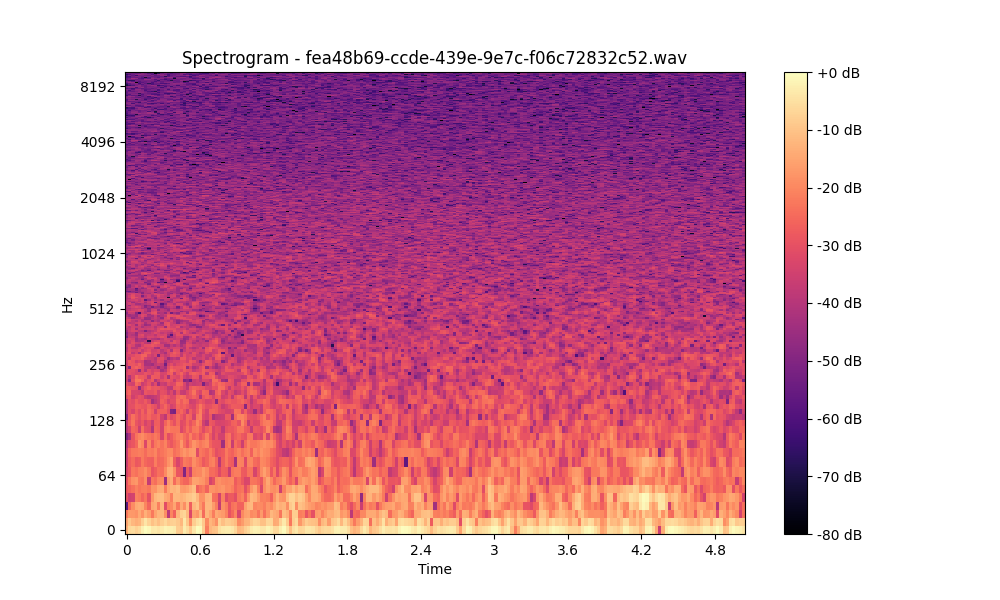 Spectrogram - fea48b69-ccde-439e-9e7c-f06c72832c52.wav
8192
4096
2048
1024
512
256
128
64
0
Hz
0 0.6 1.2 1.8 2.4 3 3.6 4.2 4.8
Time
+0 dB
-10 dB
-20 dB
-30 dB
-40 dB
-50 dB
-60 dB
-70 dB
-80 dB